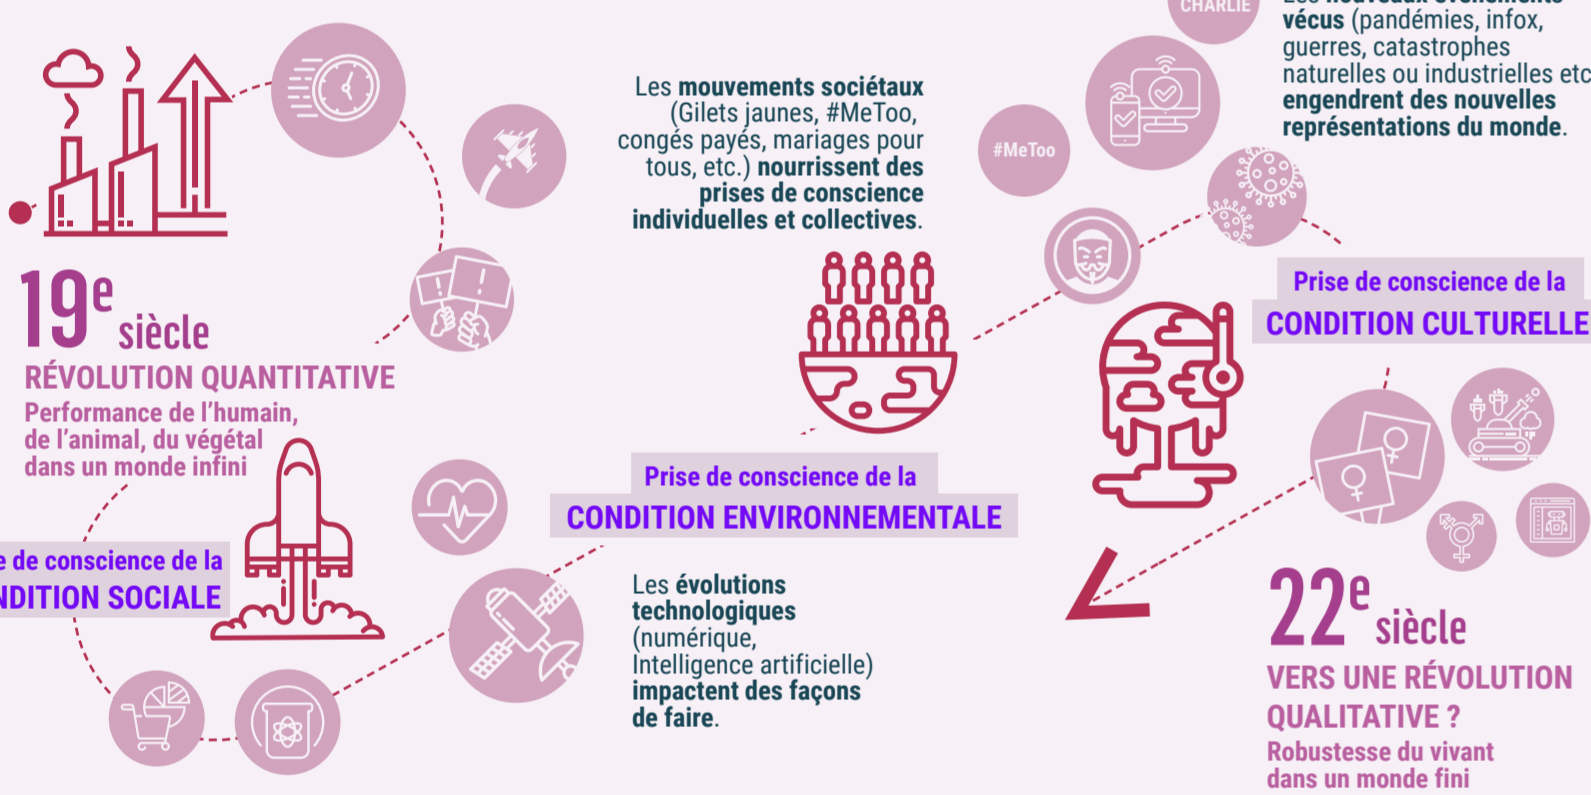 19e siècle
RÉVOLUTION QUANTITATIVE
Performance de l’humain,
de l’animal, du végétal
dans un monde infini
e de conscience de la
NDITION SOCIALE
Les mouvements sociétaux
(Gilets jaunes, #MeToo,
congés payés, mariages pour
tous, etc.) nourrissent des
prises de conscience
individuelles et collectives.
Prise de conscience de la
CONDITION ENVIRONNEMENTALE
Les évolutions
technologiques
(numérique,
Intelligence artificielle)
impactent des façons
de faire.
#MeToo
CHARLIE
Les nouveaux événements
vécus (pandémies, infox,
guerres, catastrophes
naturelles ou industrielles etc
engendrent des nouvelles
représentations du monde.
Prise de conscience de la
CONDITION CULTURELLE
22e siècle
VERS UNE RÉVOLUTION
QUALITATIVE ?
Robustesse du vivant
dans un monde fini